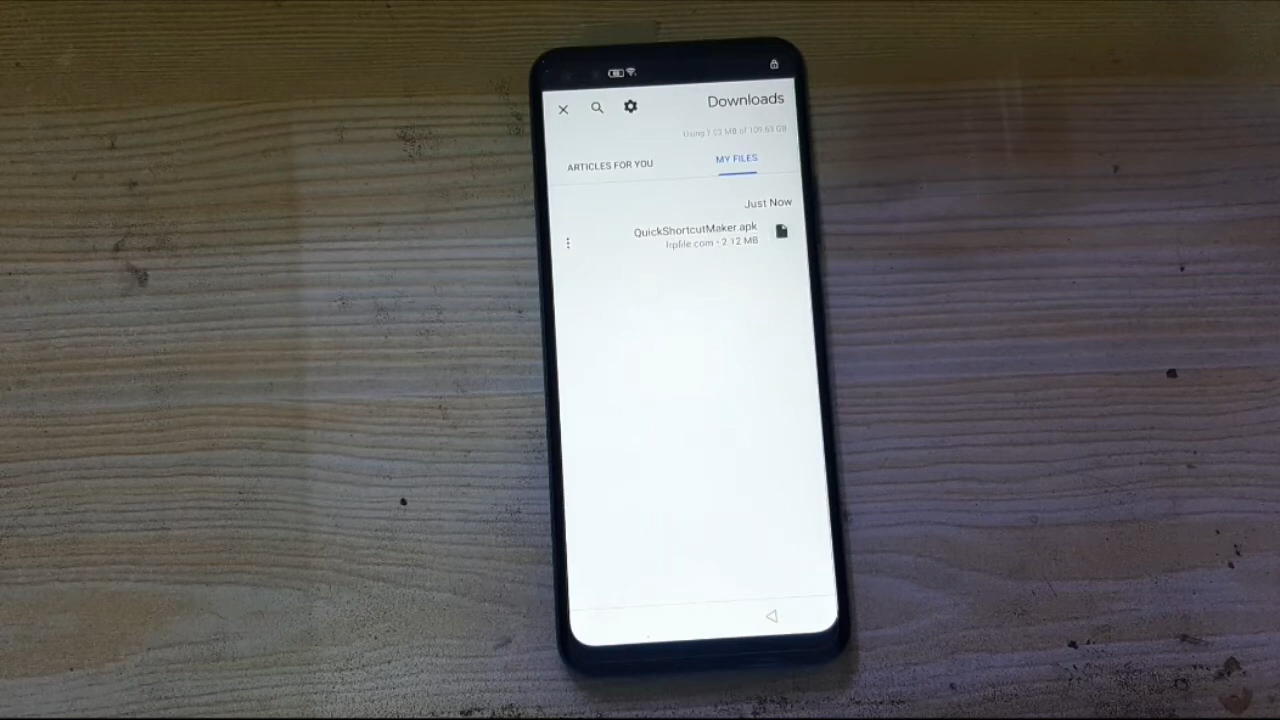 Downloads
Using 7.03 MB of 109.63 GB
ARTICLES FOR YOU
MY FILES
Just Now
QuickShortcutMaker.apk
lrpfile.com • 2.12 MB